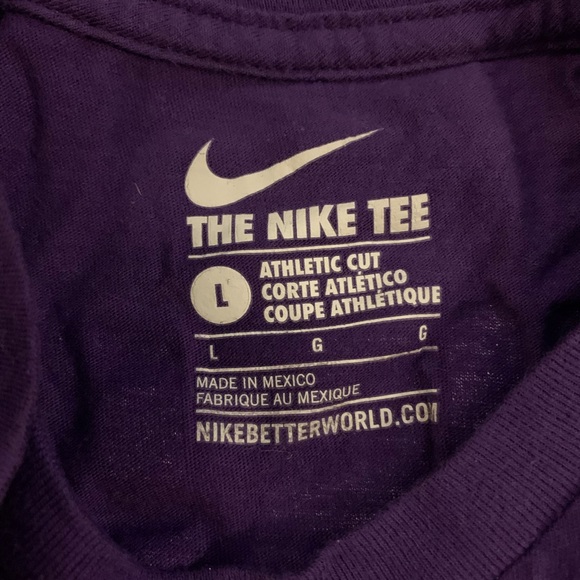 THE NIKE TEE
L
ATHLETIC CUT
CORTE ATLÉTICO
COUPE ATHLÉTIQUE
L G G
MADE IN MEXICO
FABRIQUE AU MEXIQUE
NIKEBETTERWORLD.COM